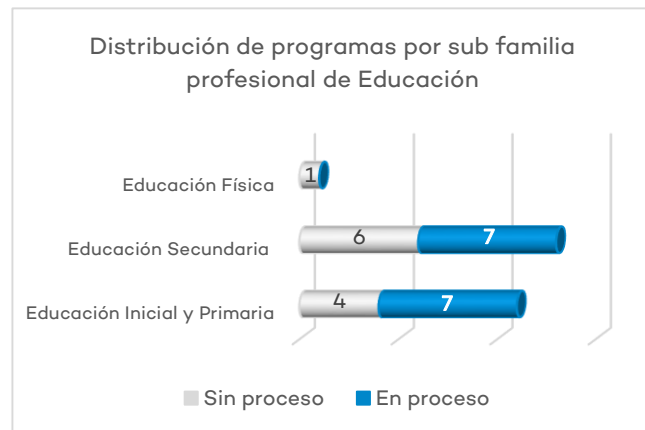 Distribución de programas por sub familia
profesional de Educación
Educación Física
1
Educación Secundaria
6 7
Educación Inicial y Primaria
4 7
Sin proceso En proceso